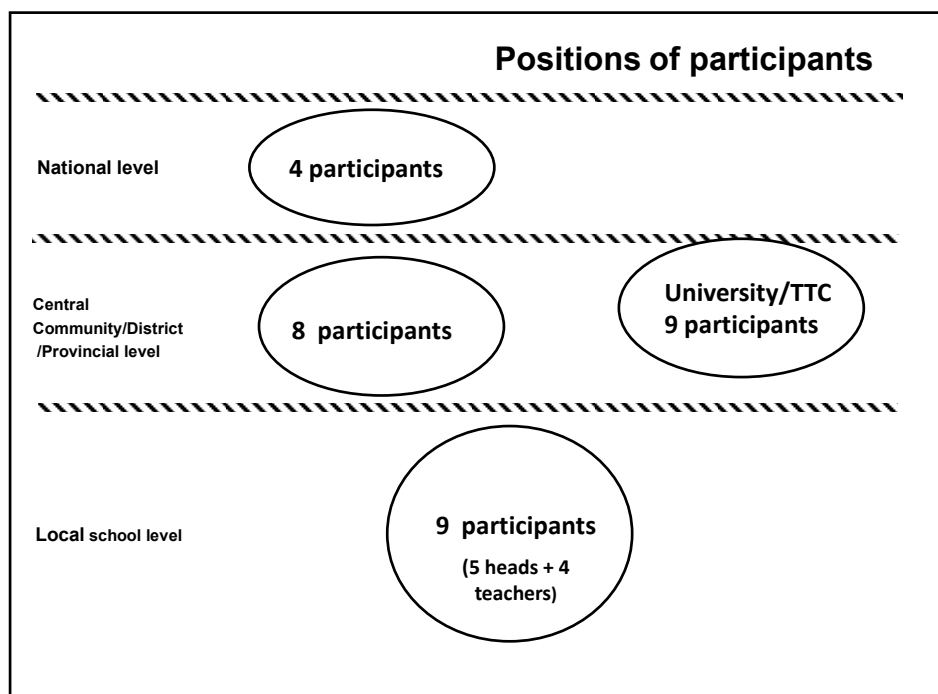 Positions of participants
National level
4 participants
Central
Community/District
/Provincial level
8 participants
University/TTC
9 participants
Local school level
9 participants
(5 heads + 4
teachers)